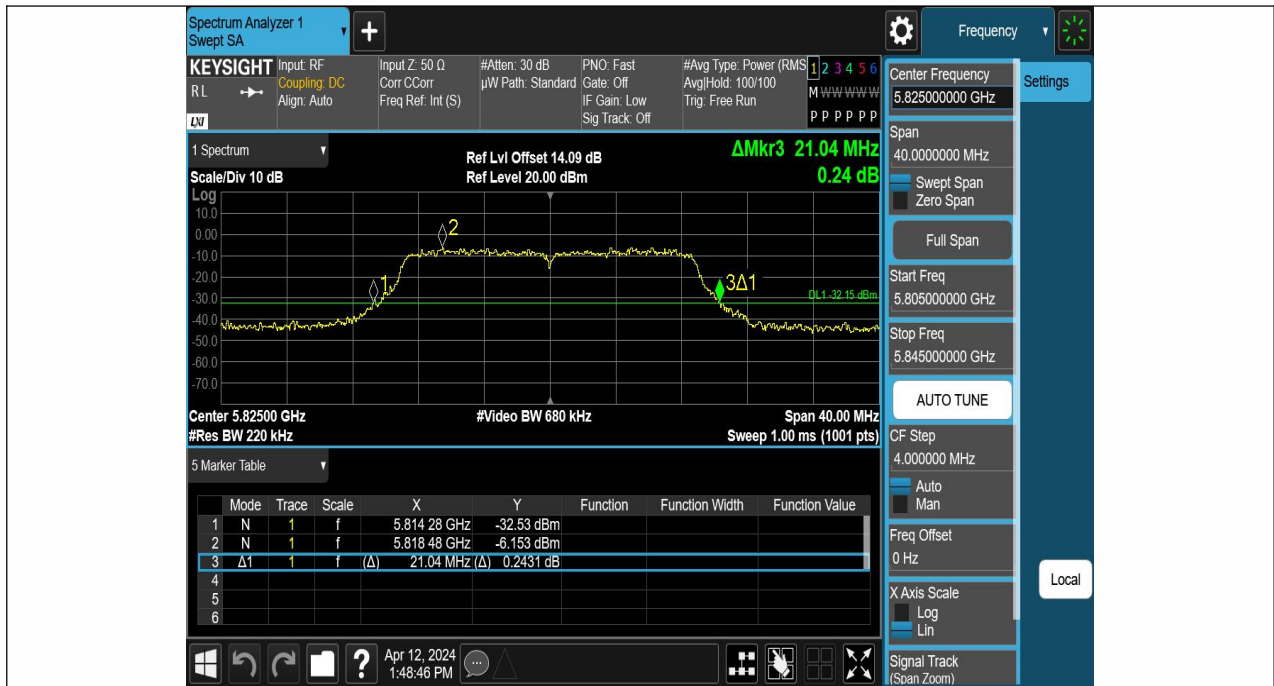 Spectrum Analyzer 1
Swept SA
Frequency
KEYSIGHT
RL
LXI
Input: RF
Coupling: DC
Align: Auto
Input Z: 50 Ω
Corr CCorr
Freq Ref: Int (S)
#Atten: 30 dB
µW Path: Standard
PNO: Fast
Gate: Off
IF Gain: Low
Sig Track: Off
#Avg Type: Power (RMS
Avg|Hold: 100/100
Trig: Free Run
1 2 3 4 5 6
M W W W W W
P P P P P P
1 Spectrum
Scale/Div 10 dB
Ref Lvl Offset 14.09 dB
Ref Level 20.00 dBm
ΔMkr3 21.04 MHz
0.24 dB
Log
10.0
0.00
-10.0
-20.0
-30.0
-40.0
-50.0
-60.0
-70.0
2
1
3Δ1
DL1 -32.15 dBm
Center 5.82500 GHz
#Video BW 680 kHz
Span 40.00 MHz
#Res BW 220 kHz
Sweep 1.00 ms (1001 pts)
5 Marker Table
Mode Trace Scale X Y Function Function Width Function Value
1 N 1 f 5.814 28 GHz -32.53 dBm
2 N 1 f 5.818 48 GHz -6.153 dBm
3 Δ1 1 f (Δ) 21.04 MHz (Δ) 0.2431 dB
4
5
6
?
Apr 12, 2024
1:48:46 PM
Center Frequency
5.825000000 GHz
Settings
Span
40.0000000 MHz
Swept Span
Zero Span
Full Span
Start Freq
5.805000000 GHz
Stop Freq
5.845000000 GHz
AUTO TUNE
CF Step
4.000000 MHz
Auto
Man
Freq Offset
0 Hz
Local
X Axis Scale
Log
Lin
Signal Track
(Span Zoom)